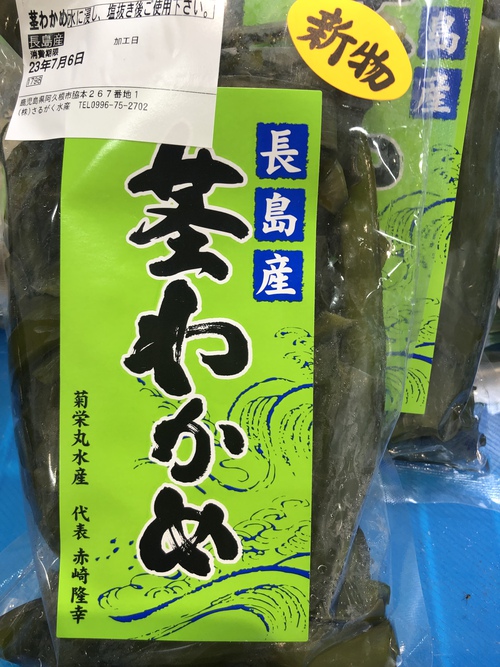 茎わかめ水に浸し、塩抜き後ご使用下さい。
長島産 加工日
消費期限
23年7月6日
鹿児島県阿久根市脇本267番地1
(株)さるがく水産 TEL0996-75-2702
新物
長島産
茎わかめ
菊栄丸水産 代表 赤崎隆幸
島産